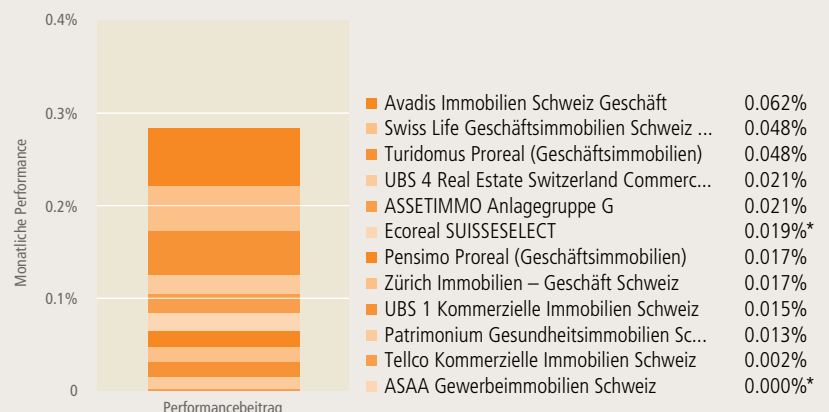 0.4%
0.3%
0.2%
0.1%
0
Monatliche Performance
Performancebeitrag
Avadis Immobilien Schweiz Geschäft 0.062%
Swiss Life Geschäftsimmobilien Schweiz ... 0.048%
Turidomus Proreal (Geschäftsimmobilien) 0.048%
UBS 4 Real Estate Switzerland Commerc... 0.021%
ASSETIMMO Anlagegruppe G 0.021%
Ecoreal SUISSESELECT 0.019%*
Pensimo Proreal (Geschäftsimmobilien) 0.017%
Zürich Immobilien – Geschäft Schweiz 0.017%
UBS 1 Kommerzielle Immobilien Schweiz 0.015%
Patrimonium Gesundheitsimmobilien Sc... 0.013%
Tellco Kommerzielle Immobilien Schweiz 0.002%
ASAA Gewerbeimmobilien Schweiz 0.000%*